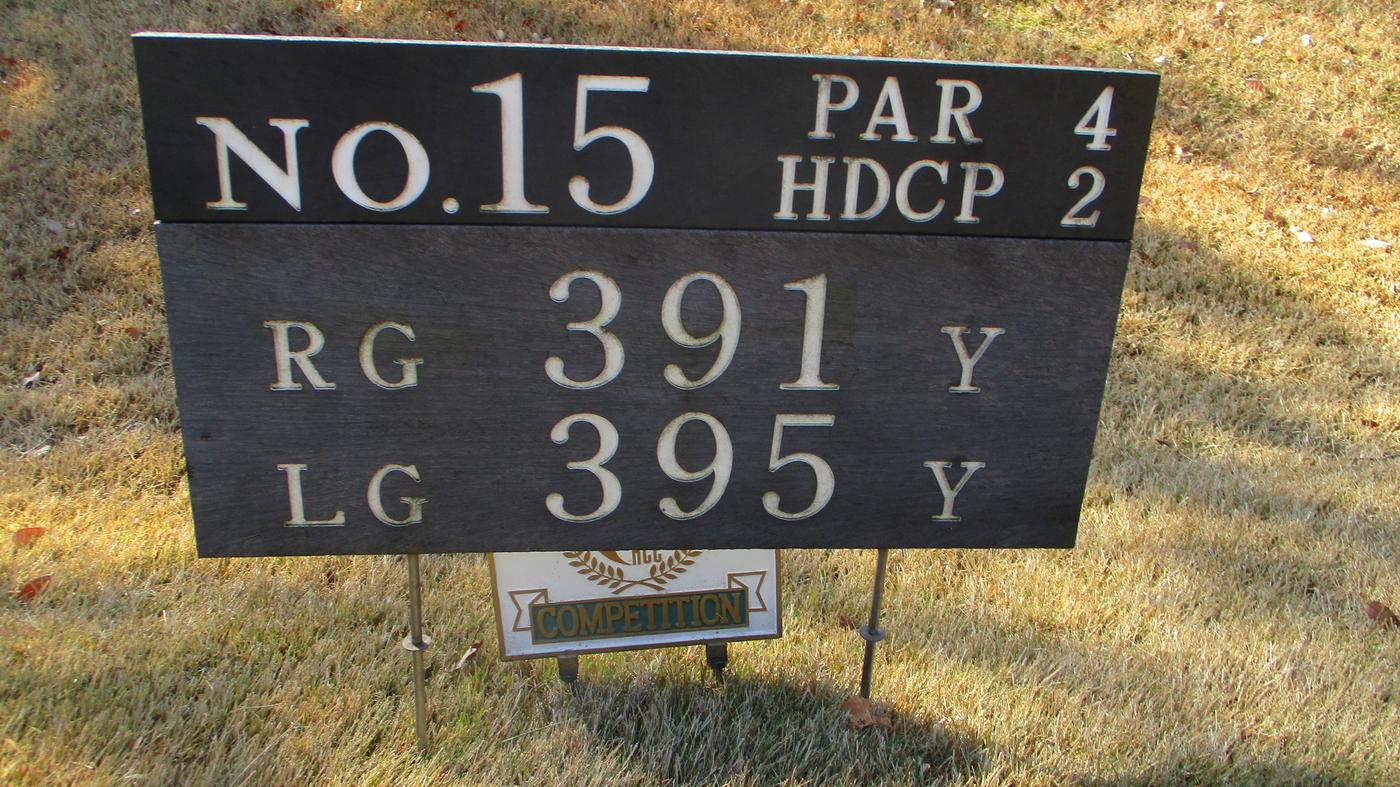 No.15
PAR 4
HDCP 2
RG 391 Y
LG 395 Y
COMPETITION